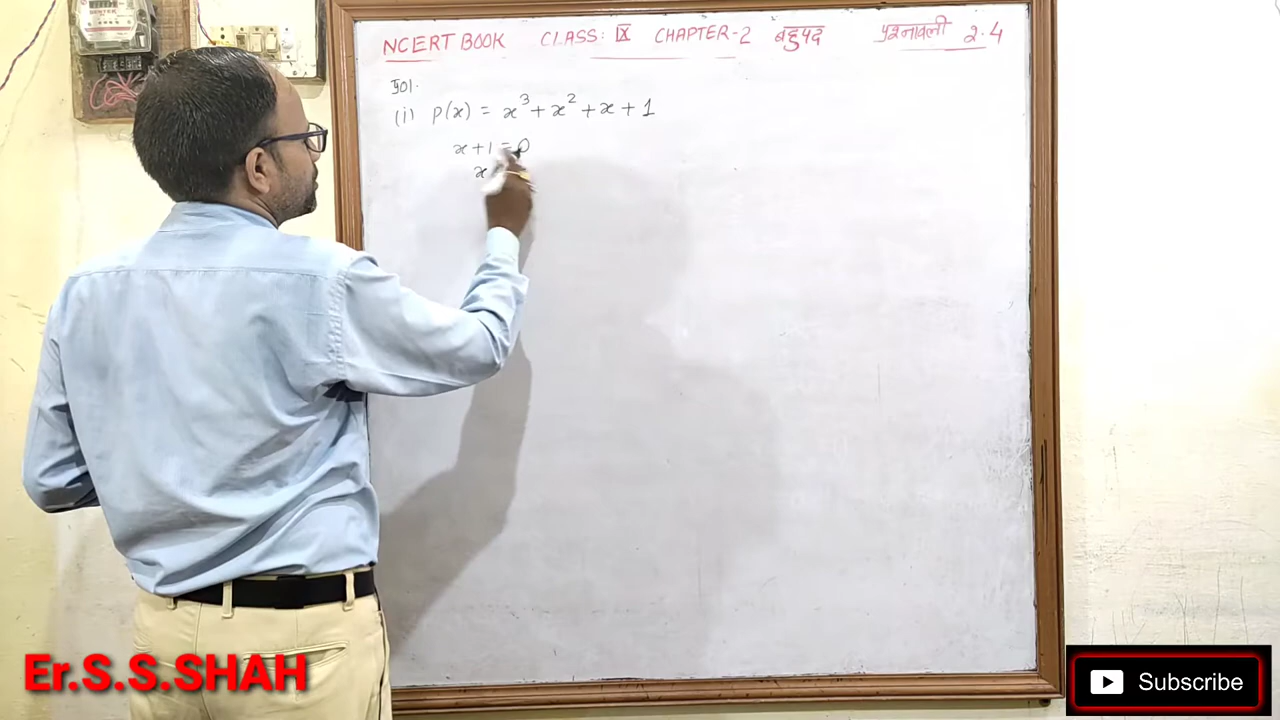 NCERT BOOK CLASS: IX CHAPTER-2 बहुपद प्रश्नावली 2.4
प्र01.
(i) p(x) = x³ + x² + x + 1
x + 1 = 0
x
Er.S.S.SHAH
Subscribe